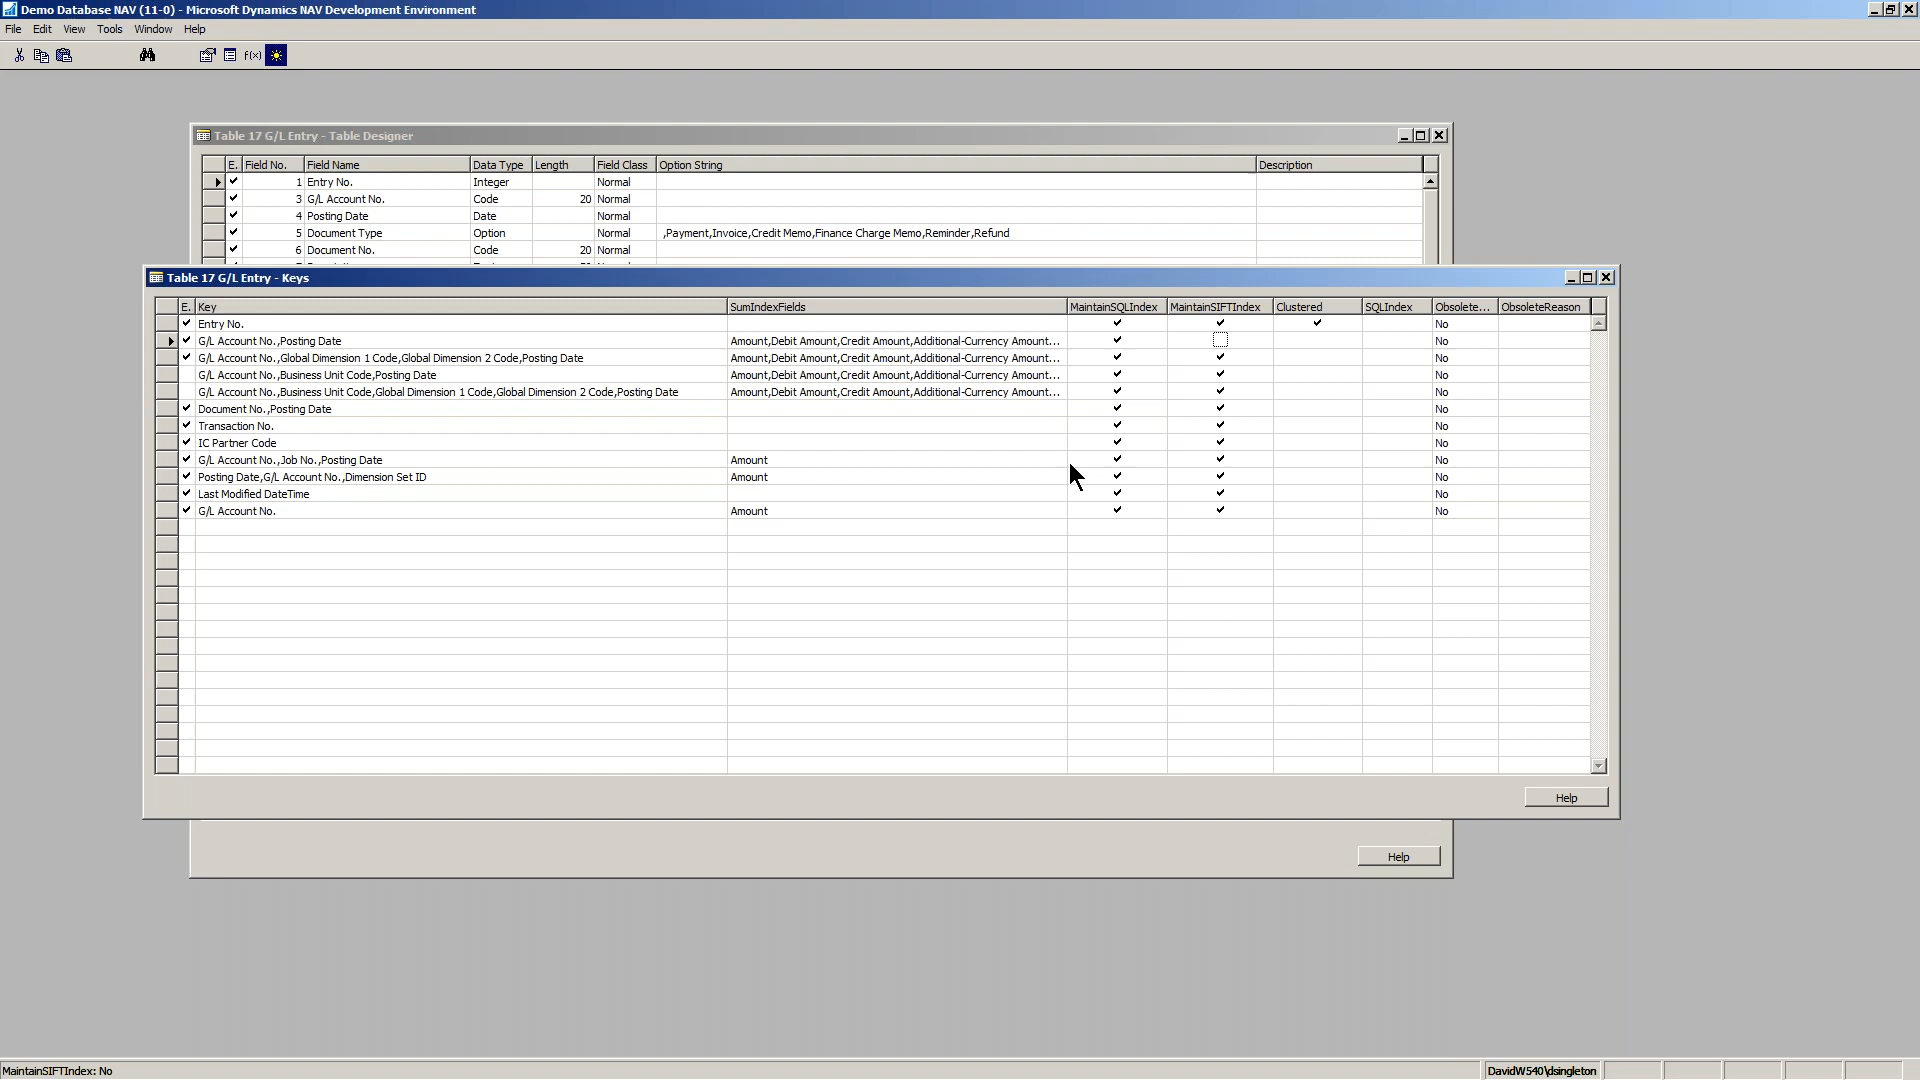 Demo Database NAV (11-0) - Microsoft Dynamics NAV Development Environment
File Edit View Tools Window Help
f(x)
Table 17 G/L Entry - Table Designer
E. Field No. Field Name Data Type Length Field Class Option String Description
1 Entry No. Integer Normal
3 G/L Account No. Code 20 Normal
4 Posting Date Date Normal
5 Document Type Option Normal ,Payment,Invoice,Credit Memo,Finance Charge Memo,Reminder,Refund
6 Document No. Code 20 Normal
Table 17 G/L Entry - Keys
E. Key SumIndexFields MaintainSQLIndex MaintainSIFTIndex Clustered SQLIndex Obsolete... ObsoleteReason
Entry No. No
G/L Account No.,Posting Date Amount,Debit Amount,Credit Amount,Additional-Currency Amount... No
G/L Account No.,Global Dimension 1 Code,Global Dimension 2 Code,Posting Date Amount,Debit Amount,Credit Amount,Additional-Currency Amount... No
G/L Account No.,Business Unit Code,Posting Date Amount,Debit Amount,Credit Amount,Additional-Currency Amount... No
G/L Account No.,Business Unit Code,Global Dimension 1 Code,Global Dimension 2 Code,Posting Date Amount,Debit Amount,Credit Amount,Additional-Currency Amount... No
Document No.,Posting Date No
Transaction No. No
IC Partner Code No
G/L Account No.,Job No.,Posting Date Amount No
Posting Date,G/L Account No.,Dimension Set ID Amount No
Last Modified DateTime No
G/L Account No. Amount No
Help
Help
MaintainSIFTIndex: No DavidW540\dsingleton